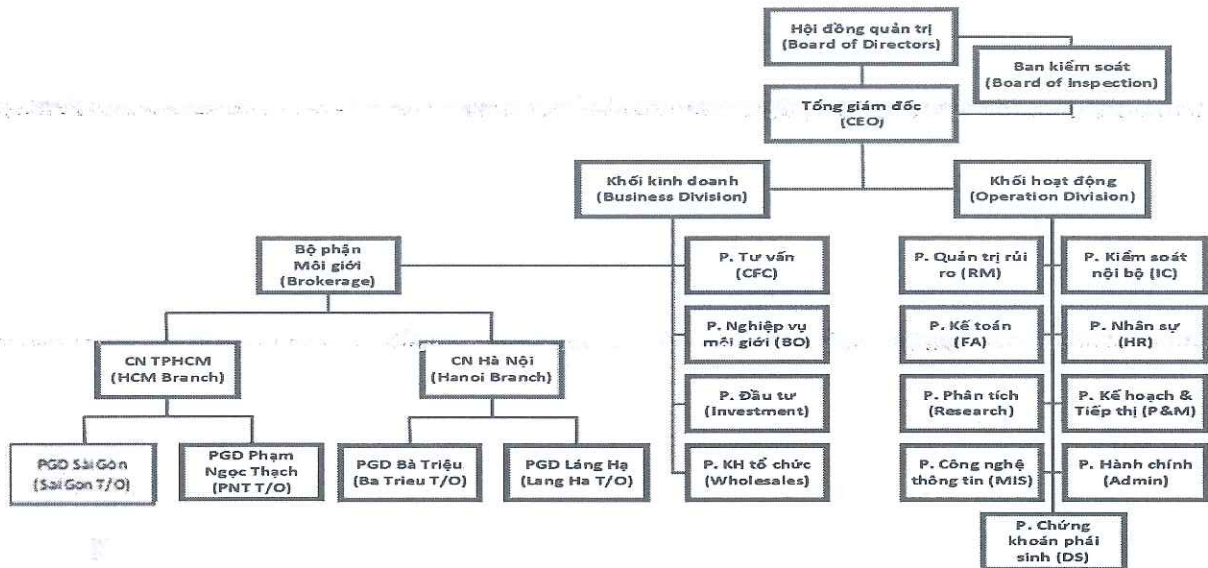 Hội đồng quản trị
(Board of Directors)
Ban kiểm soát
(Board of Inspection)
Tổng giám đốc
(CEO)
Khối kinh doanh
(Business Division)
Khối hoạt động
(Operation Division)
Bộ phận
Môi giới
(Brokerage)
P. Tư vấn
(CFC)
P. Quản trị rủi
ro (RM)
P. Kiểm soát
nội bộ (IC)
P. Nghiệp vụ
môi giới (BO)
P. Kế toán
(FA)
P. Nhân sự
(HR)
CN TPHCM
(HCM Branch)
CN Hà Nội
(Hanoi Branch)
P. Đầu tư
(Investment)
P. Phân tích
(Research)
P. Kế hoạch &
Tiếp thị (P&M)
PGD Sài Gòn
(Sai Gon T/O)
PGD Phạm
Ngọc Thạch
(PNT T/O)
PGD Bà Triệu
(Ba Trieu T/O)
PGD Láng Hạ
(Lang Ha T/O)
P. KH tổ chức
(Wholesales)
P. Công nghệ
thông tin (MIS)
P. Hành chính
(Admin)
P. Chứng
khoán phái
sinh (DS)